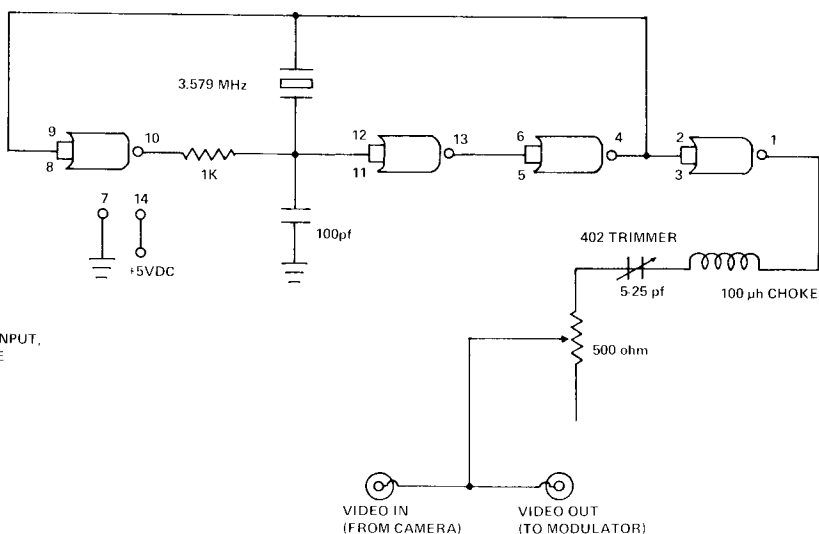 3.579 MHz
9
8
10
1K
12
11
13
6
5
4
2
3
1
7
14
+5VDC
100pf
402 TRIMMER
5-25 pf
100 μh CHOKE
NPUT,
E
500 ohm
VIDEO IN
(FROM CAMERA)
VIDEO OUT
(TO MODULATOR)